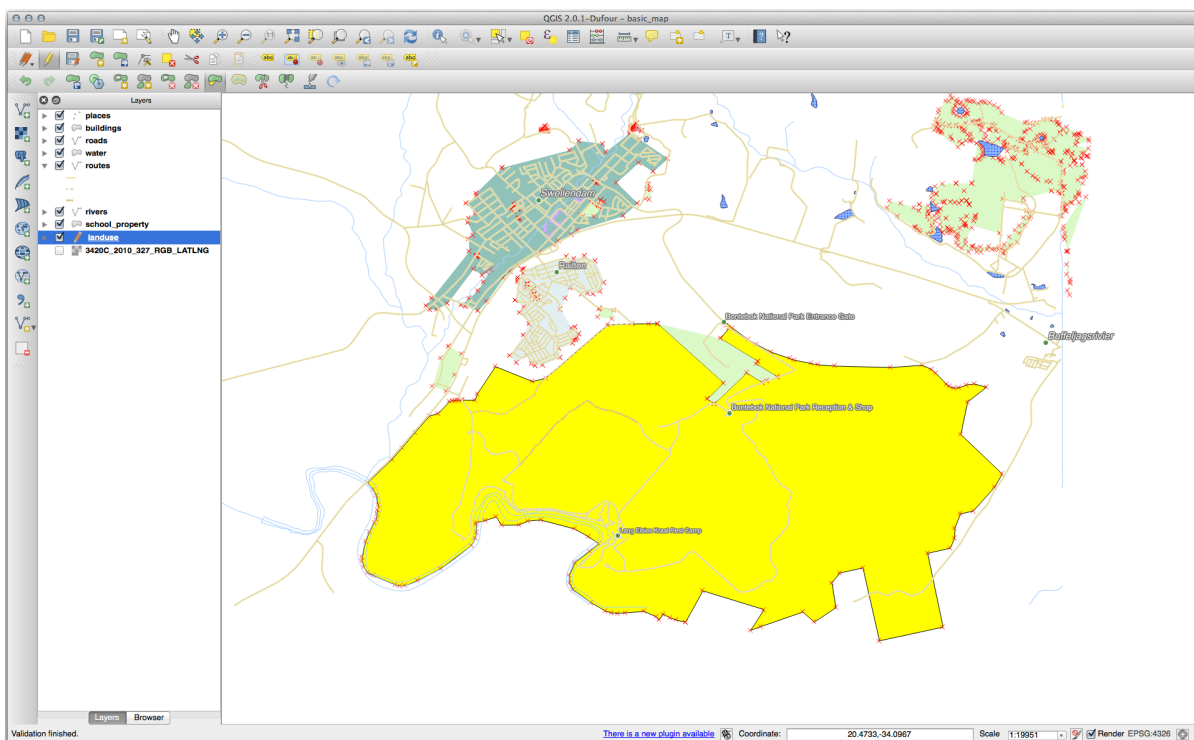 QGIS 2.0.1-Dufour – basic_map
Layers
places
buildings
roads
water
routes
rivers
school_property
landuse
3420C_2010_327_RGB_LATLNG
Swellendam
Railton
Bontebok National Park Entrance Gate
Buffeljagsrivier
Bontebok National Park Reception & Shop
Lang Elsies Kraal Rest Camp
Layers Browser
Validation finished.
There is a new plugin available
Coordinate: 20.4733,-34.0967
Scale 1:19951
Render EPSG:4326